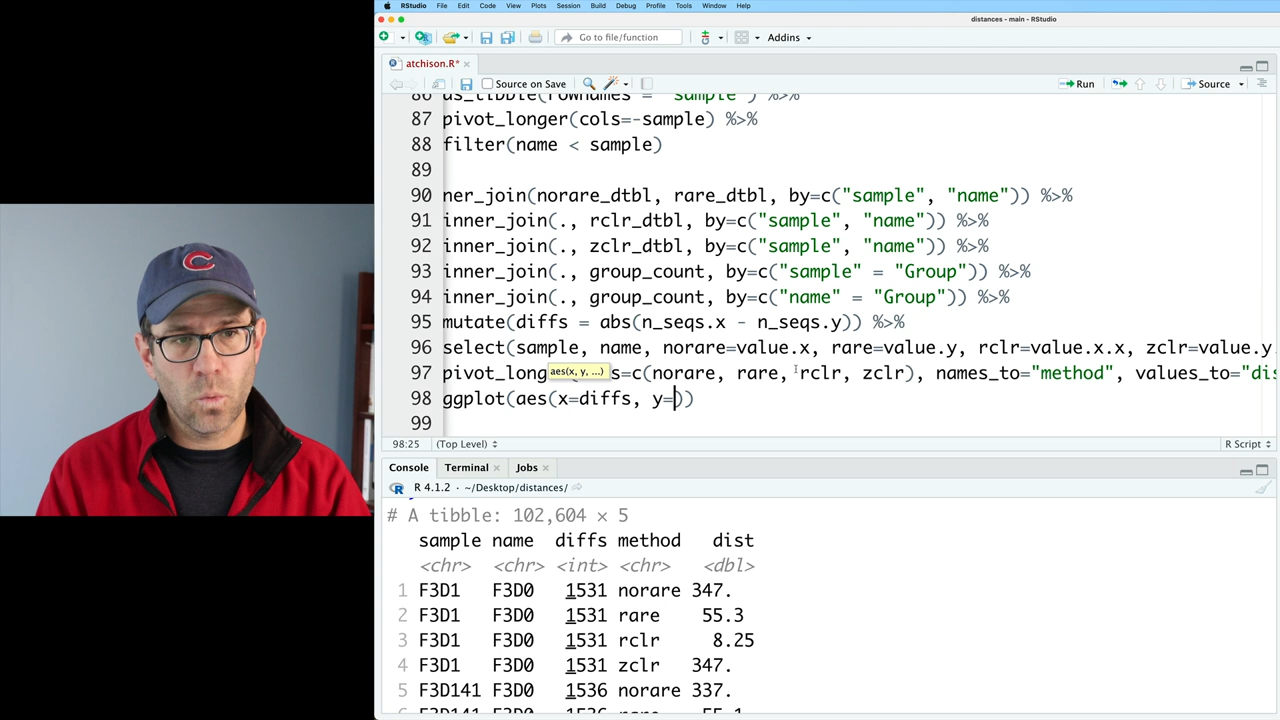 RStudio File Edit Code View Plots Session Build Debug Profile Tools Window Help
distances - main - RStudio
Go to file/function Addins
atchison.R*
Source on Save Run Source
86 as_tibble(rownames = "sample") %>%
87 pivot_longer(cols=-sample) %>%
88 filter(name < sample)
89
90 ner_join(norare_dtbl, rare_dtbl, by=c("sample", "name")) %>%
91 inner_join(., rclr_dtbl, by=c("sample", "name")) %>%
92 inner_join(., zclr_dtbl, by=c("sample", "name")) %>%
93 inner_join(., group_count, by=c("sample" = "Group")) %>%
94 inner_join(., group_count, by=c("name" = "Group")) %>%
95 mutate(diffs = abs(n_seqs.x - n_seqs.y)) %>%
96 select(sample, name, norare=value.x, rare=value.y, rclr=value.x.x, zclr=value.y
aes(x, y, ...)
97 pivot_long s=c(norare, rare, rclr, zclr), names_to="method", values_to="dis
98 ggplot(aes(x=diffs, y=))
99
98:25 (Top Level) R Script
Console Terminal Jobs
R 4.1.2 · ~/Desktop/distances/
# A tibble: 102,604 × 5
sample name diffs method dist
<chr> <chr> <int> <chr> <dbl>
1 F3D1 F3D0 1531 norare 347.
2 F3D1 F3D0 1531 rare 55.3
3 F3D1 F3D0 1531 rclr 8.25
4 F3D1 F3D0 1531 zclr 347.
5 F3D141 F3D0 1536 norare 337.
6 F3D141 F3D0 1536 rare 55.1
C